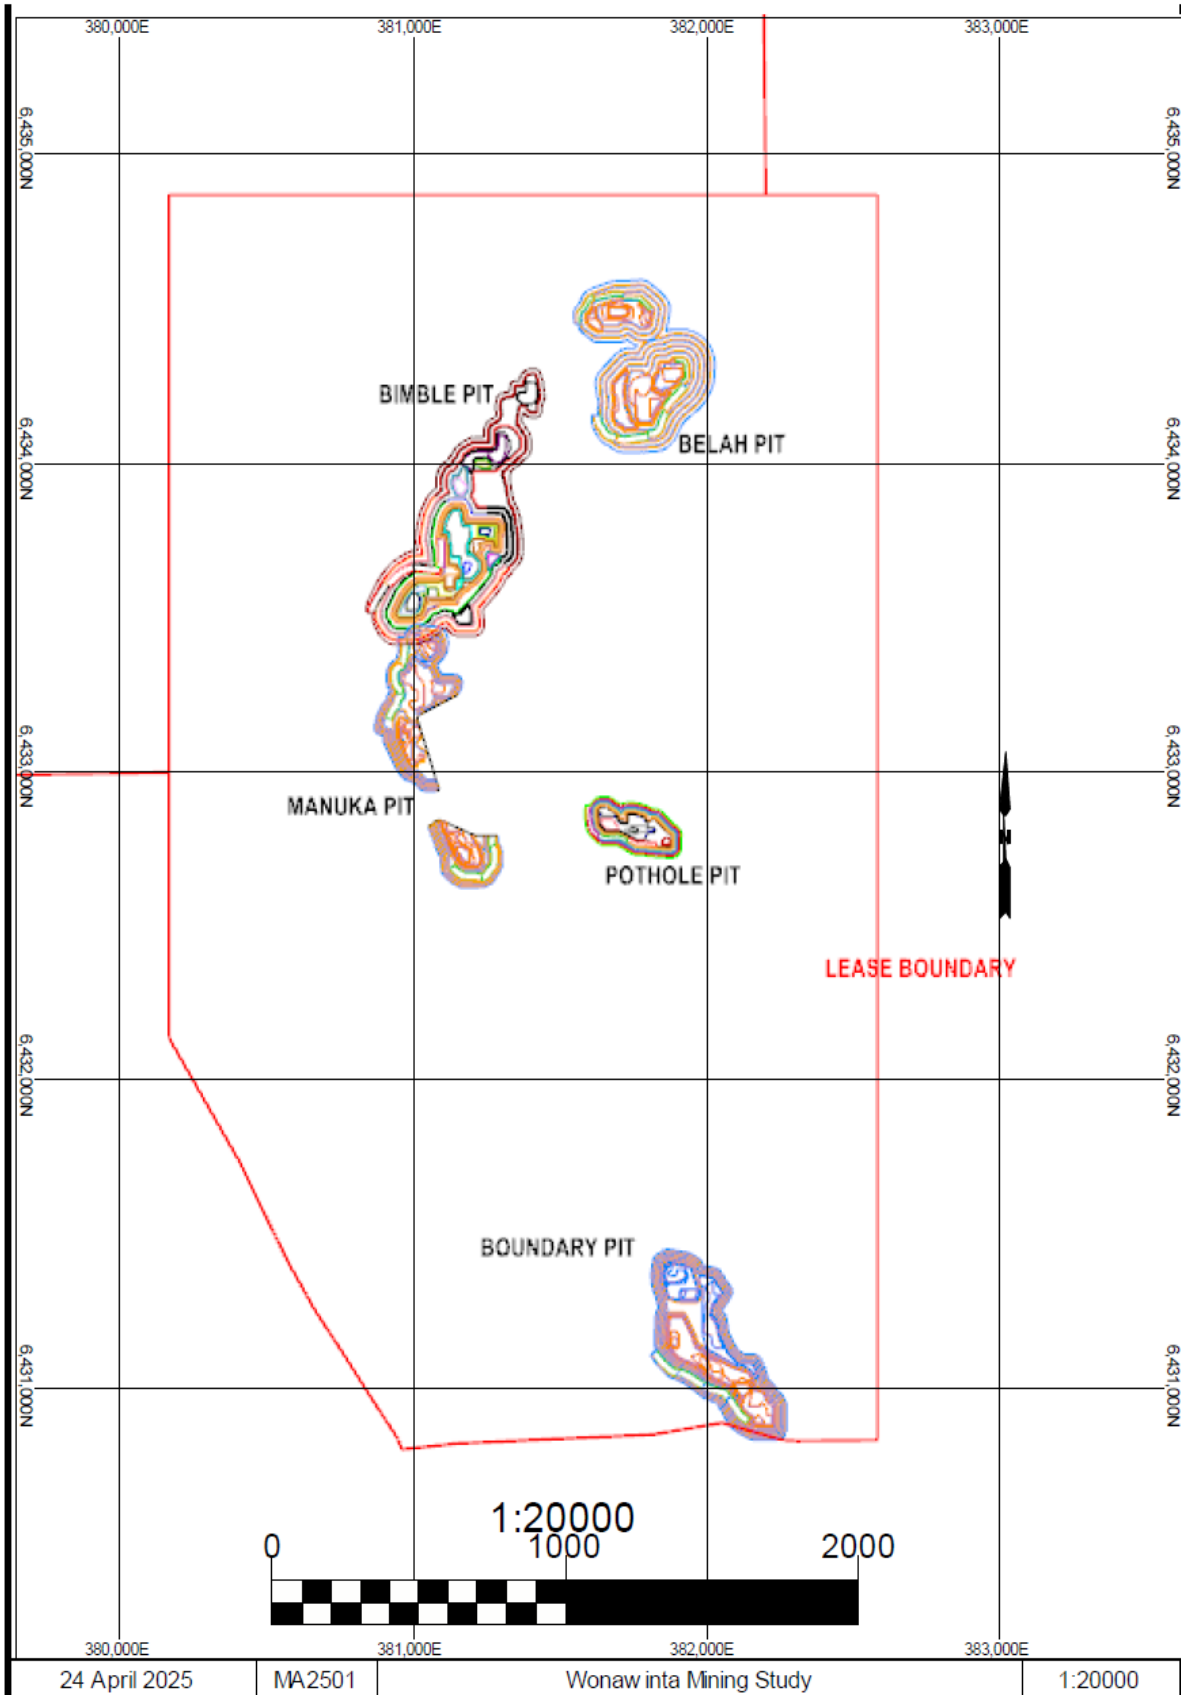 380,000E 381,000E 382,000E 383,000E
6,435,000N 6,435,000N
BIMBLE PIT
BELAH PIT
6,434,000N 6,434,000N
6,433,000N 6,433,000N
MANUKA PIT
POTHOLE PIT
LEASE BOUNDARY
6,432,000N 6,432,000N
BOUNDARY PIT
6,431,000N 6,431,000N
1:20000
0 1000 2000
380,000E 381,000E 382,000E 383,000E
24 April 2025 MA2501 Wonawinta Mining Study 1:20000